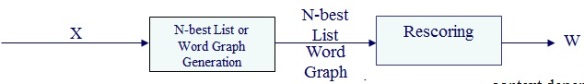 X
N-best List or
Word Graph
Generation
N-best
List
Word
Graph
Rescoring
W